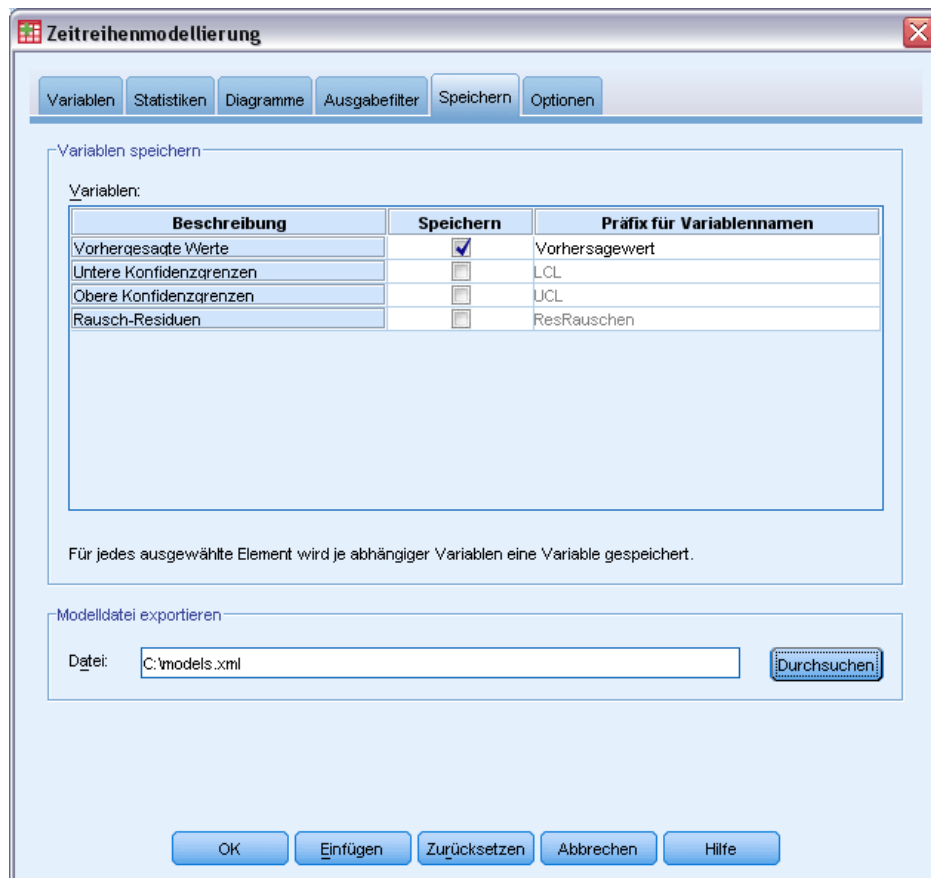 Zeitreihenmodellierung
Variablen Statistiken Diagramme Ausgabefilter Speichern Optionen
Variablen speichern
Variablen:
Beschreibung Speichern Präfix für Variablennamen
Vorhergesagte Werte Vorhersagewert
Untere Konfidenzgrenzen LCL
Obere Konfidenzgrenzen UCL
Rausch-Residuen ResRauschen
Für jedes ausgewählte Element wird je abhängiger Variablen eine Variable gespeichert.
Modelldatei exportieren
Datei: C:\models.xml Durchsuchen
OK Einfügen Zurücksetzen Abbrechen Hilfe